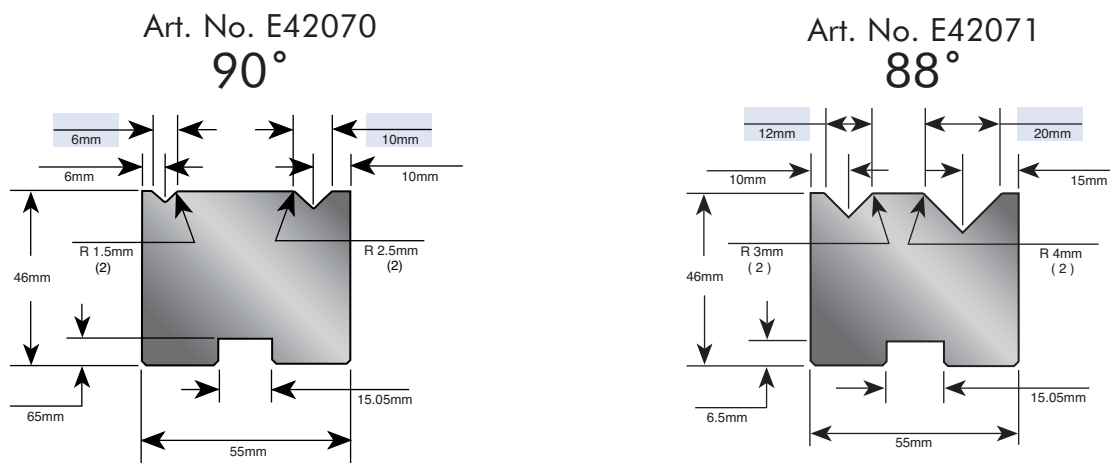 Art. No. E42070
90°
6mm
10mm
6mm
10mm
R 1.5mm
(2)
R 2.5mm
(2)
46mm
65mm
15.05mm
55mm
Art. No. E42071
88°
12mm
20mm
10mm
15mm
R 3mm
( 2 )
R 4mm
( 2 )
46mm
6.5mm
15.05mm
55mm